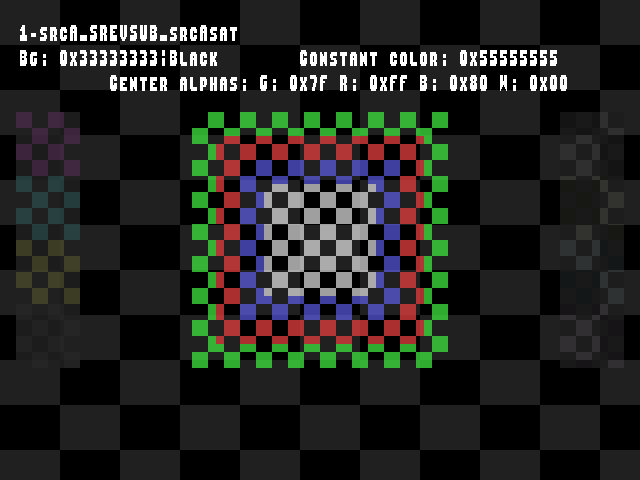 1-srcA_SREVSUB_srcAsat
Bg: 0x33333333;Black Constant color: 0x55555555
Center alphas: G: 0x7f R: 0xff B: 0x80 W: 0x00